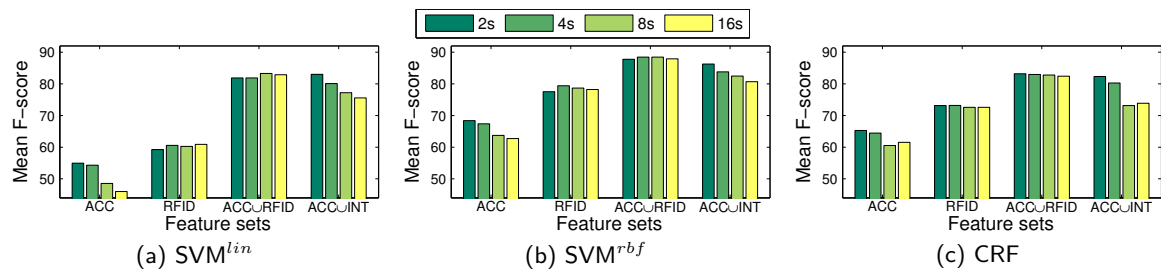 2s 4s 8s 16s
Mean F−score
90
80
70
60
50
ACC RFID ACC∪RFID ACC∪INT
Feature sets
(a) SVM^lin
Mean F−score
90
80
70
60
50
ACC RFID ACC∪RFID ACC∪INT
Feature sets
(b) SVM^rbf
Mean F−score
90
80
70
60
50
ACC RFID ACC∪RFID ACC∪INT
Feature sets
(c) CRF